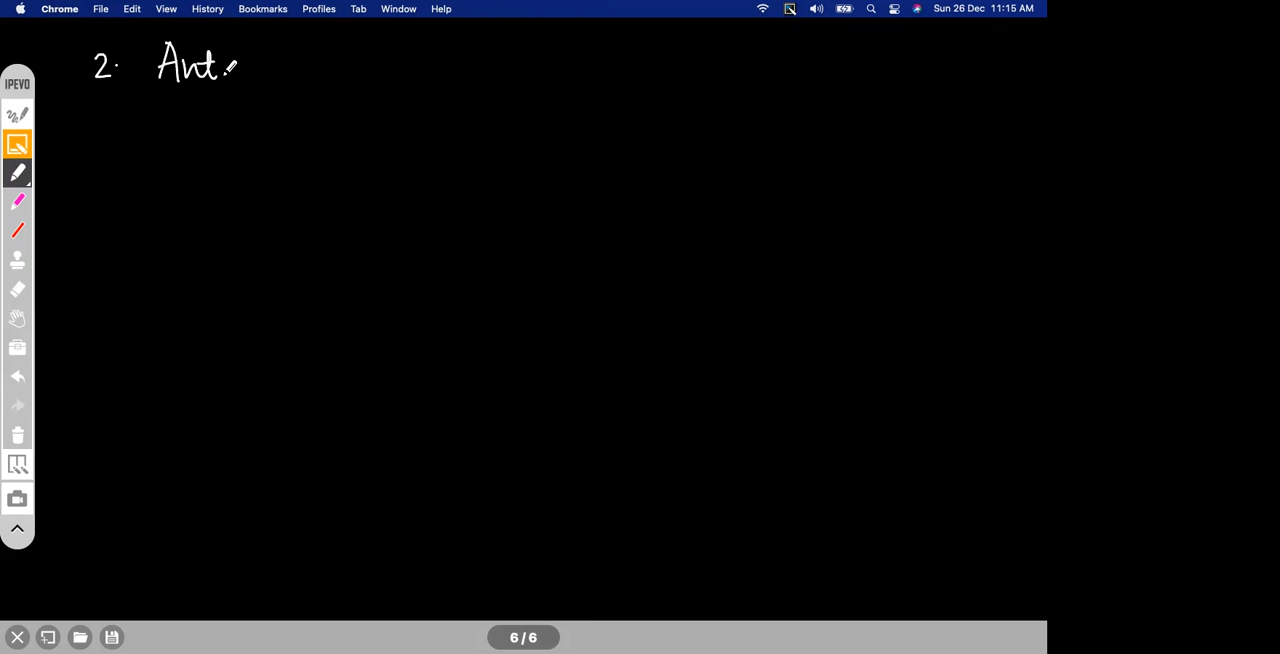 Chrome File Edit View History Bookmarks Profiles Tab Window Help Sun 26 Dec 11:15 AM
2. Ant
IPEVO
6/6